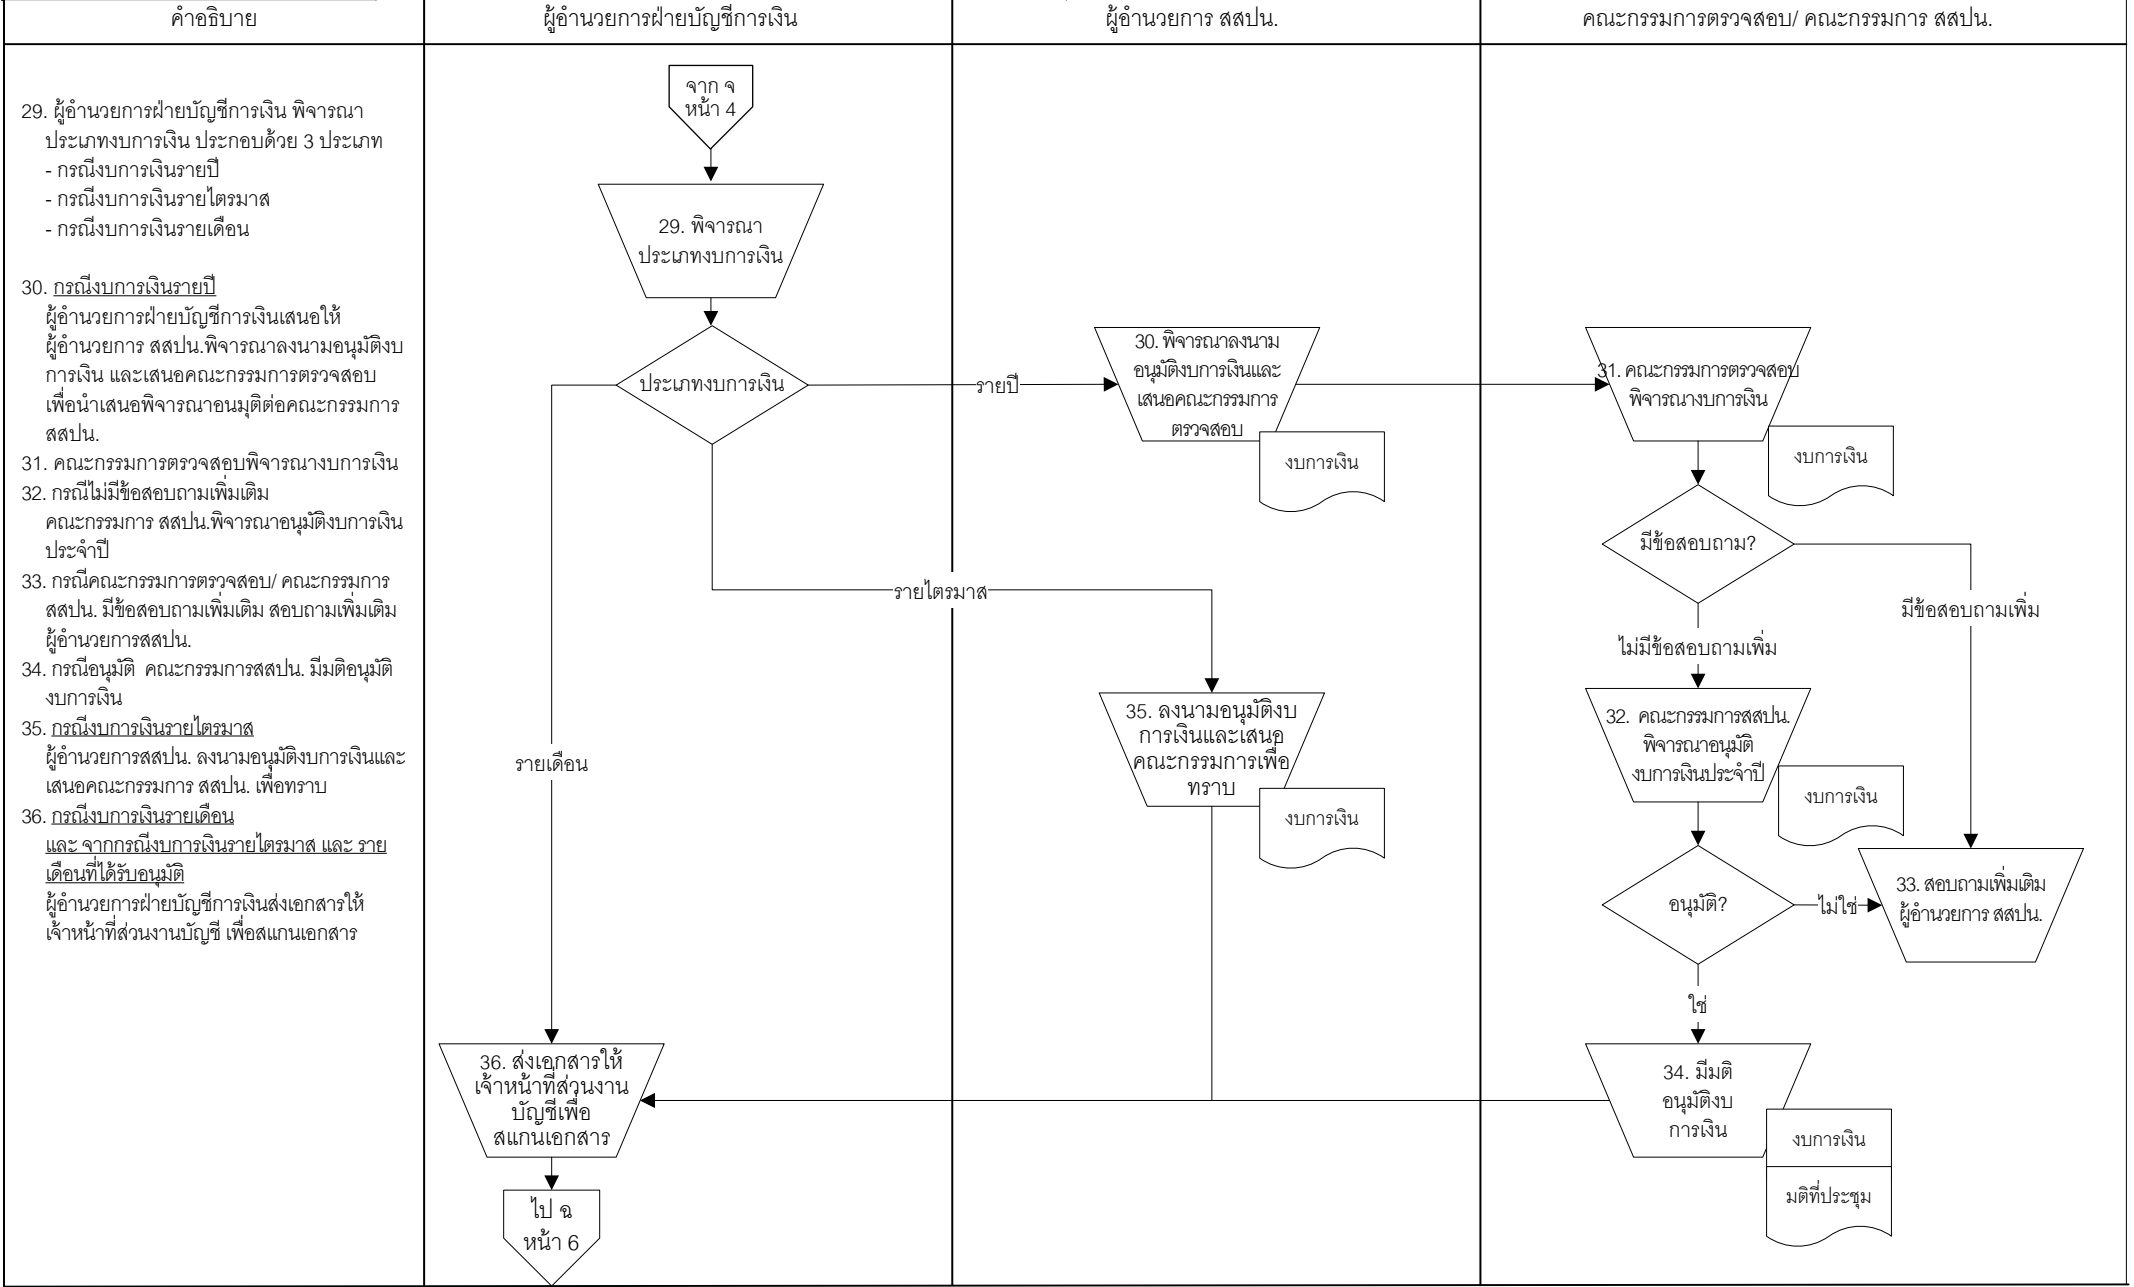 คำอธิบาย
ผู้อำนวยการฝ่ายบัญชีการเงิน
ผู้อำนวยการ สสปน.
คณะกรรมการตรวจสอบ/ คณะกรรมการ สสปน.
29. ผู้อำนวยการฝ่ายบัญชีการเงิน พิจารณา
ประเภทงบการเงิน ประกอบด้วย 3 ประเภท
- กรณีงบการเงินรายปี
- กรณีงบการเงินรายไตรมาส
- กรณีงบการเงินรายเดือน
30. กรณีงบการเงินรายปี
ผู้อำนวยการฝ่ายบัญชีการเงินเสนอให้
ผู้อำนวยการ สสปน.พิจารณาลงนามอนุมัติงบ
การเงิน และเสนอคณะกรรมการตรวจสอบ
เพื่อนำเสนอพิจารณาอนมุติต่อคณะกรรมการ
สสปน.
31. คณะกรรมการตรวจสอบพิจารณางบการเงิน
32. กรณีไม่มีข้อสอบถามเพิ่มเติม
คณะกรรมการ สสปน.พิจารณาอนุมัติงบการเงิน
ประจำปี
33. กรณีคณะกรรมการตรวจสอบ/ คณะกรรมการ
สสปน. มีข้อสอบถามเพิ่มเติม สอบถามเพิ่มเติม
ผู้อำนวยการสสปน.
34. กรณีอนุมัติ คณะกรรมการสสปน. มีมติอนุมัติ
งบการเงิน
35. กรณีงบการเงินรายไตรมาส
ผู้อำนวยการสสปน. ลงนามอนุมัติงบการเงินและ
เสนอคณะกรรมการ สสปน. เพื่อทราบ
36. กรณีงบการเงินรายเดือน
และ จากกรณีงบการเงินรายไตรมาส และ ราย
เดือนที่ได้รับอนุมัติ
ผู้อำนวยการฝ่ายบัญชีการเงินส่งเอกสารให้
เจ้าหน้าที่ส่วนงานบัญชี เพื่อสแกนเอกสาร
จาก จ
หน้า 4
29. พิจารณา
ประเภทงบการเงิน
ประเภทงบการเงิน
รายปี
รายไตรมาส
รายเดือน
36. ส่งเอกสารให้
เจ้าหน้าที่ส่วนงาน
บัญชีเพื่อ
สแกนเอกสาร
ไป ฉ
หน้า 6
30. พิจารณาลงนาม
อนุมัติงบการเงินและ
เสนอคณะกรรมการ
ตรวจสอบ
งบการเงิน
35. ลงนามอนุมัติงบ
การเงินและเสนอ
คณะกรรมการเพื่อ
ทราบ
งบการเงิน
31. คณะกรรมการตรวจสอบ
พิจารณางบการเงิน
งบการเงิน
มีข้อสอบถาม?
มีข้อสอบถามเพิ่ม
ไม่มีข้อสอบถามเพิ่ม
32. คณะกรรมการสสปน.
พิจารณาอนุมัติ
งบการเงินประจำปี
งบการเงิน
อนุมัติ?
ไม่ใช่
33. สอบถามเพิ่มเติม
ผู้อำนวยการ สสปน.
ใช่
34. มีมติ
อนุมัติงบ
การเงิน
งบการเงิน
มติที่ประชุม